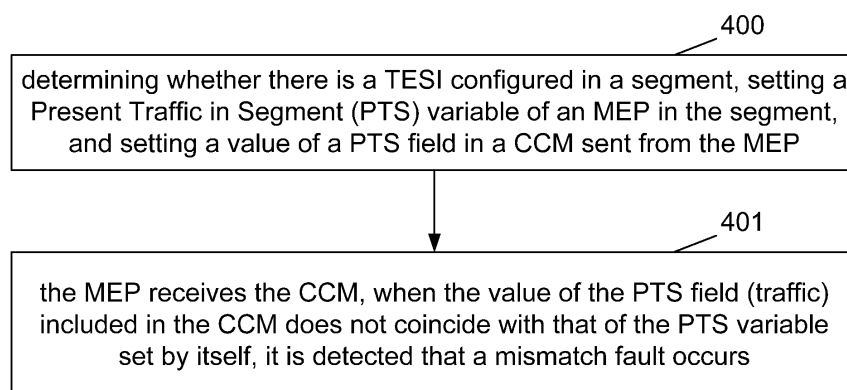 400
determining whether there is a TESI configured in a segment, setting a
Present Traffic in Segment (PTS) variable of an MEP in the segment,
and setting a value of a PTS field in a CCM sent from the MEP
401
the MEP receives the CCM, when the value of the PTS field (traffic)
included in the CCM does not coincide with that of the PTS variable
set by itself, it is detected that a mismatch fault occurs